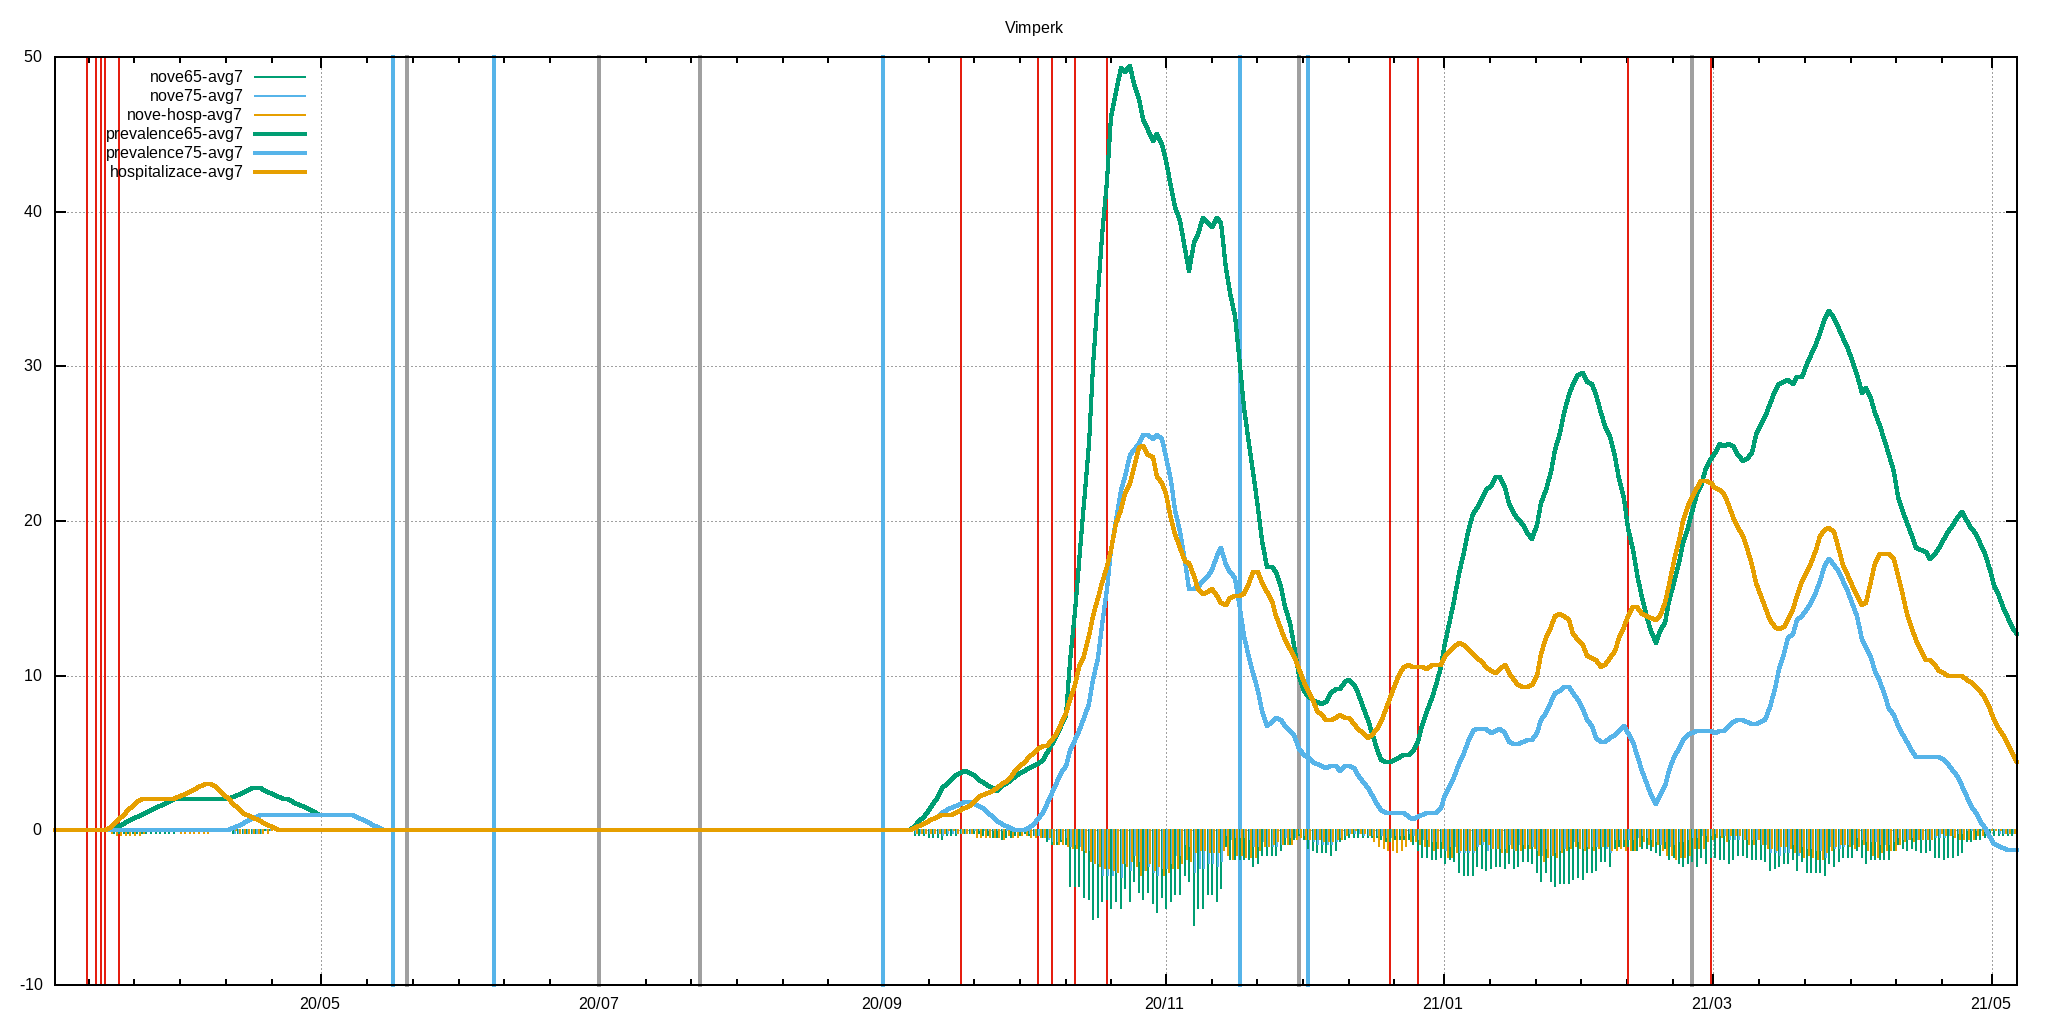 Vimperk
50
nove65-avg7
nove75-avg7
nove-hosp-avg7
prevalence65-avg7
prevalence75-avg7
hospitalizace-avg7
40
30
20
10
0
-10
20/05 20/07 20/09 20/11 21/01 21/03 21/05